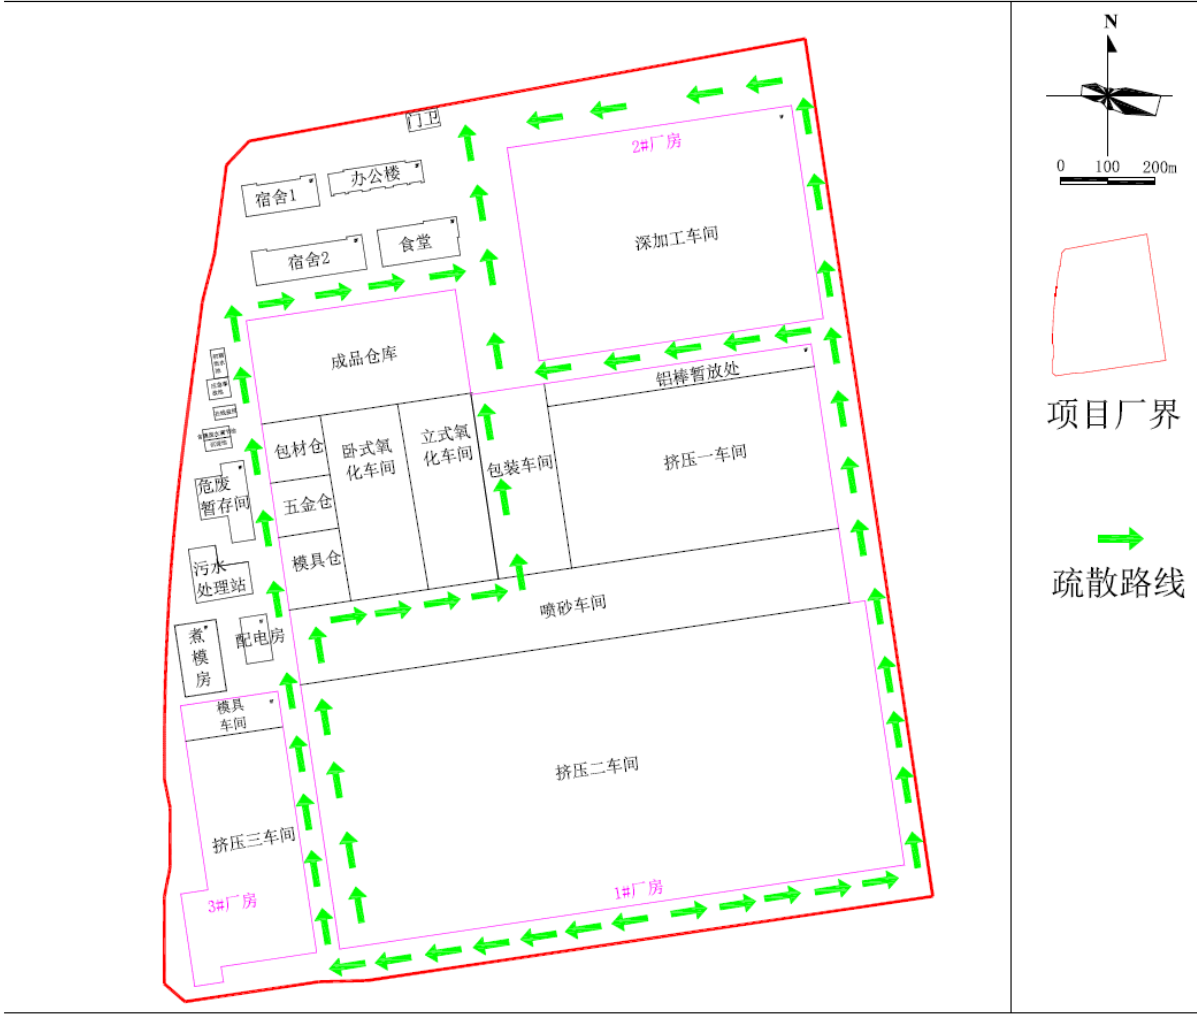 N
0 100 200m
项目厂界
疏散路线
门卫
2#厂房
办公楼
宿舍1
深加工车间
食堂
宿舍2
成品仓库
铝棒暂放处
包材仓
卧式氧
化车间
立式氧
化车间
包装车间
挤压一车间
危废
暂存间
五金仓
模具仓
污水
处理站
喷砂车间
煮
模
房
配电房
模具
车间
挤压二车间
挤压三车间
3#厂房
1#厂房